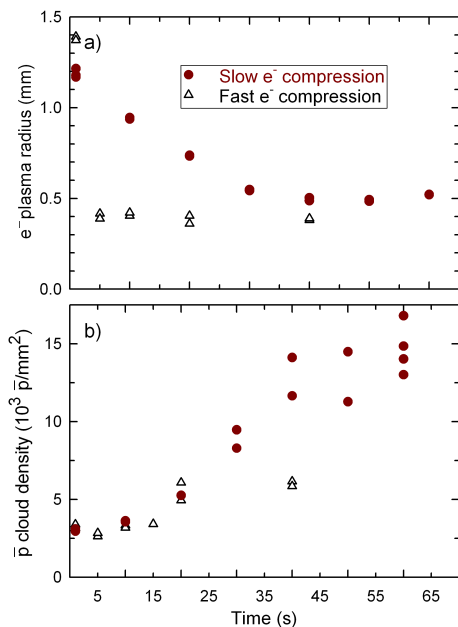 1.5
a)
Slow e⁻ compression
Fast e⁻ compression
1.0
0.5
0.0
e⁻ plasma radius (mm)
b)
15
10
5
0
p̅ cloud density (10³ p̅/mm²)
5 15 25 35 45 55 65
Time (s)